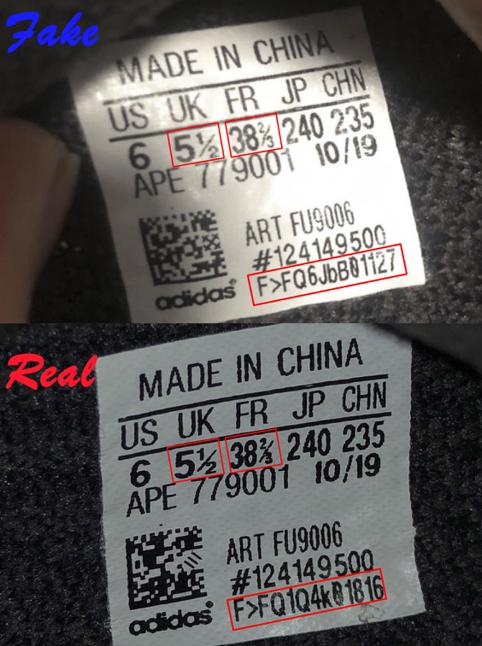 Fake
MADE IN CHINA
US UK FR JP CHN
6 5½ 38⅔ 240 235
APE 779001 10/19
ART FU9006
#124149500
F>FQ6JbB01127
adidas®
Real
MADE IN CHINA
US UK FR JP CHN
6 5½ 38⅔ 240 235
APE 779001 10/19
ART FU9006
#124149500
F>FQ1Q4k01816
adidas®